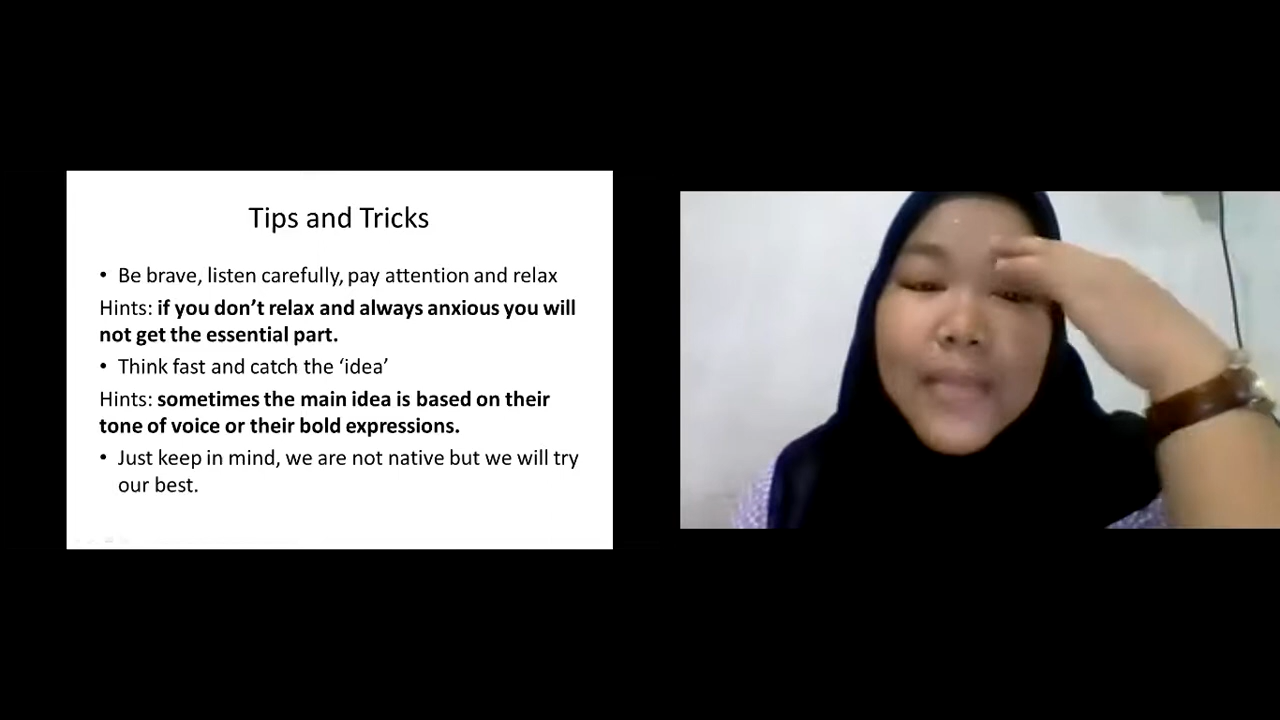 Tips and Tricks
• Be brave, listen carefully, pay attention and relax
Hints: if you don’t relax and always anxious you will
not get the essential part.
• Think fast and catch the ‘idea’
Hints: sometimes the main idea is based on their
tone of voice or their bold expressions.
• Just keep in mind, we are not native but we will try
our best.